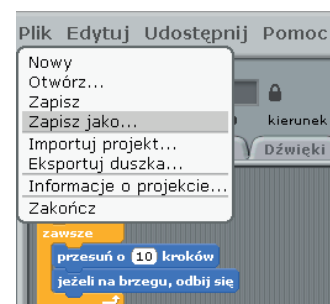 Plik Edytuj Udostępnij Pomoc
Nowy
Otwórz...
Zapisz
Zapisz jako...
Importuj projekt...
Eksportuj duszka...
Informacje o projekcie...
Zakończ
kierunek
Dźwięki
zawsze
przesuń o 10 kroków
jeżeli na brzegu, odbij się